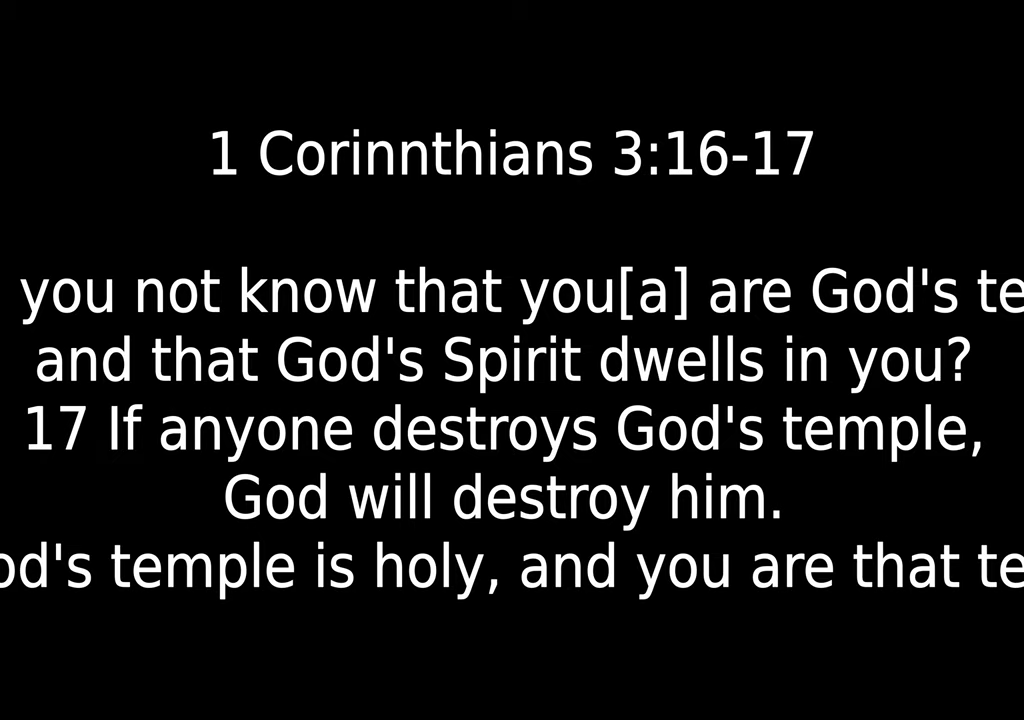 1 Corinnthians 3:16-17
you not know that you[a] are God's te
and that God's Spirit dwells in you?
17 If anyone destroys God's temple,
God will destroy him.
od's temple is holy, and you are that te